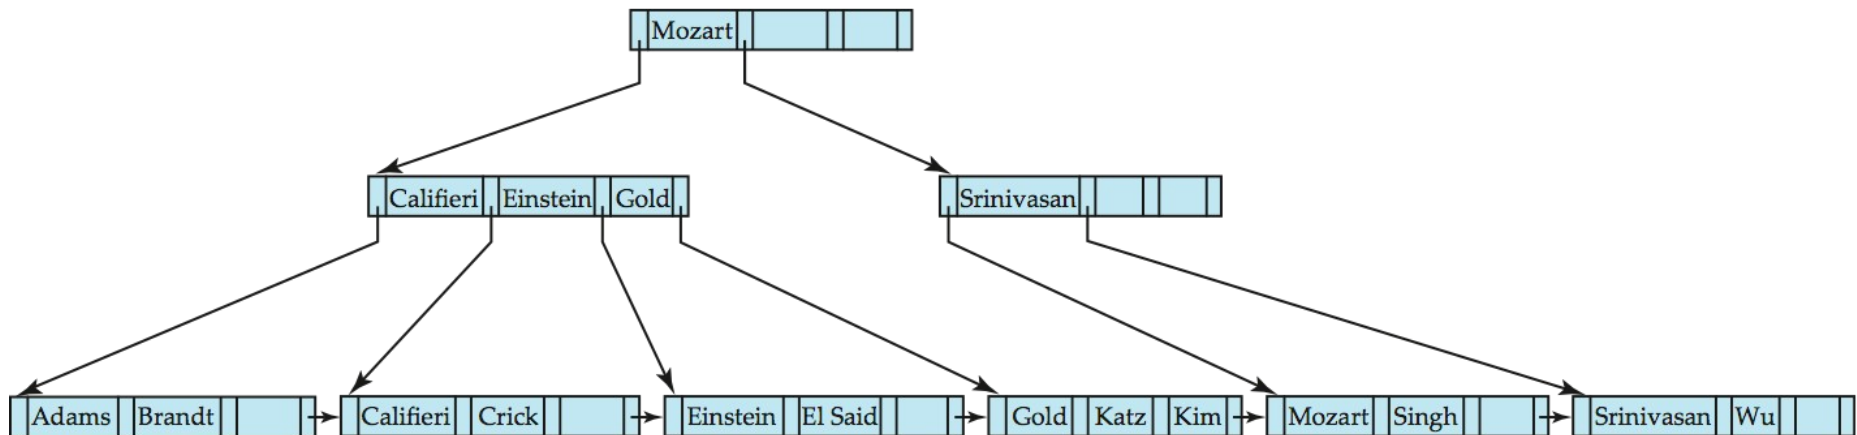 Mozart
Califieri Einstein Gold Srinivasan
Adams Brandt Califieri Crick Einstein El Said Gold Katz Kim Mozart Singh Srinivasan Wu